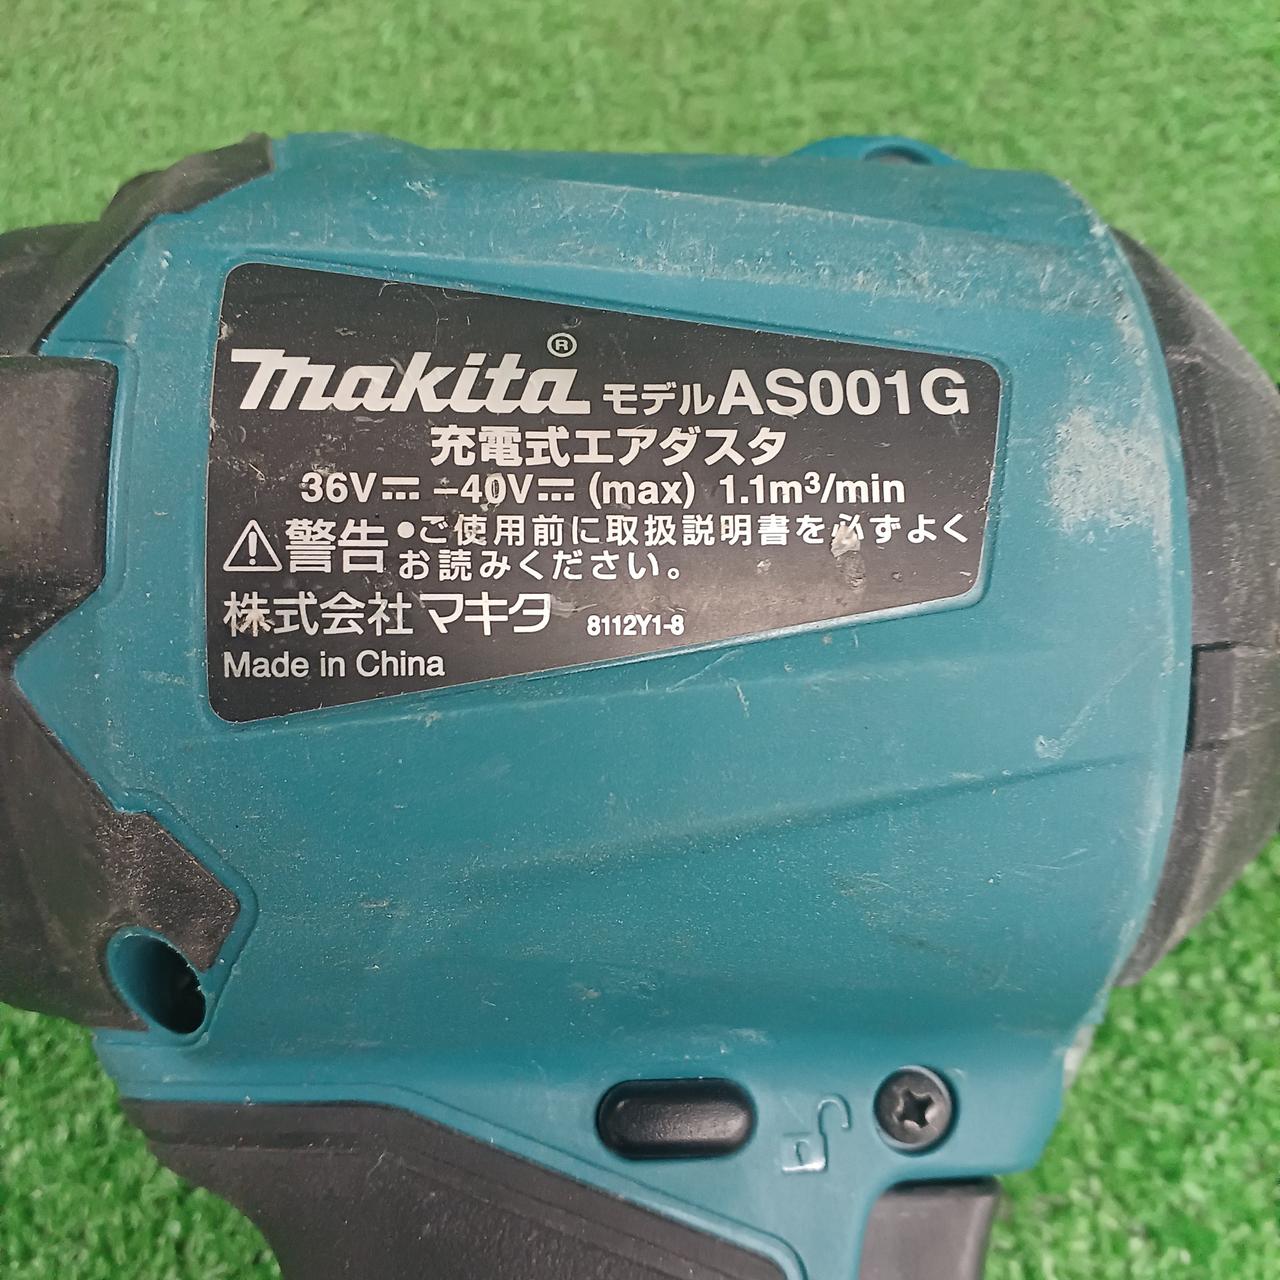 makita® モデルAS001G
充電式エアダスタ
36V⎓ –40V⎓ (max) 1.1m³/min
⚠警告 •ご使用前に取扱説明書を必ずよく
お読みください。
株式会社マキタ 8112Y1-8
Made in China